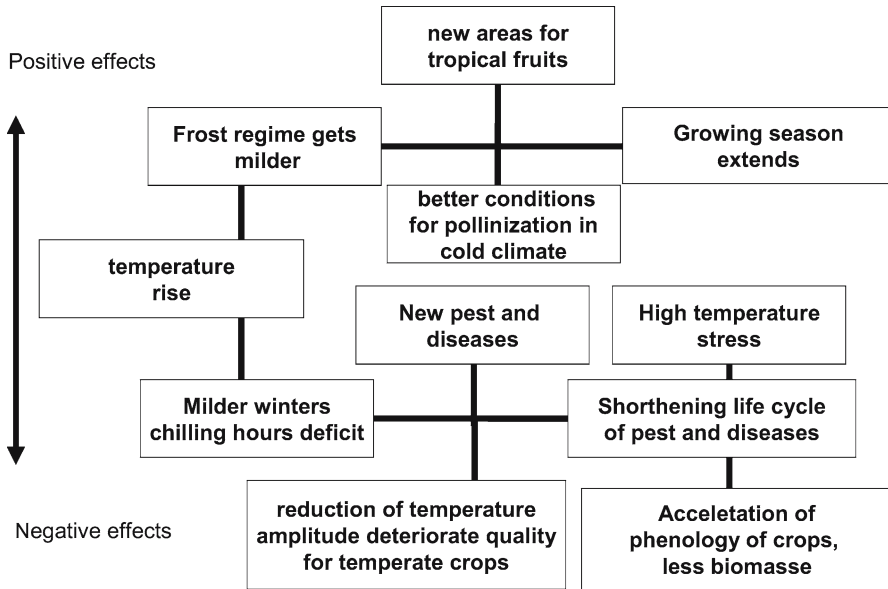 new areas for
tropical fruits
Positive effects
Frost regime gets
milder
Growing season
extends
better conditions
for pollinization in
cold climate
temperature
rise
New pest and
diseases
High temperature
stress
Milder winters
chilling hours deficit
Shorthening life cycle
of pest and diseases
reduction of temperature
amplitude deteriorate quality
for temperate crops
Negative effects
Acceletation of
phenology of crops,
less biomasse